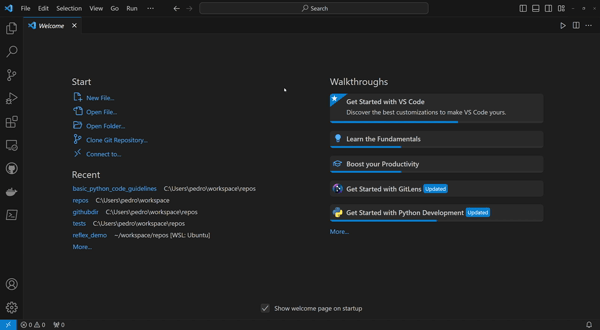 File Edit Selection View Go Run ··· Search
Welcome
Start
New File...
Open File...
Open Folder...
Clone Git Repository...
Connect to...
Recent
basic_python_code_guidelines C:\Users\pedro\workspace\repos
repos C:\Users\pedro\workspace
githubdir C:\Users\pedro\workspace\repos
tests C:\Users\pedro\workspace\repos
reflex_demo ~/workspace/repos [WSL: Ubuntu]
More...
Walkthroughs
Get Started with VS Code
Discover the best customizations to make VS Code yours.
Learn the Fundamentals
Boost your Productivity
Get Started with GitLens Updated
Get Started with Python Development Updated
More...
Show welcome page on startup
0 0 0